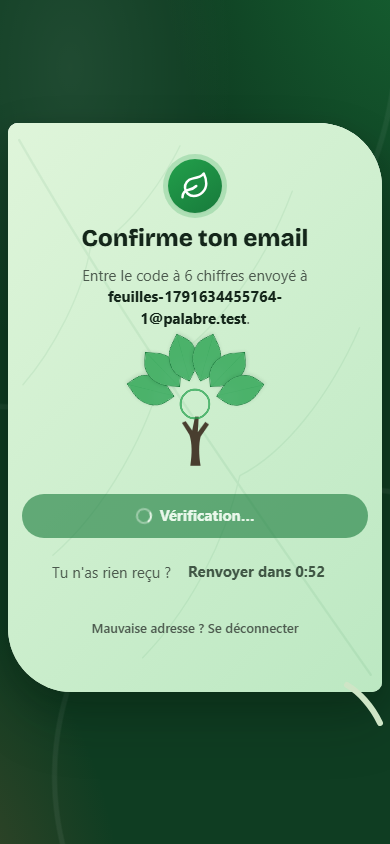 Confirme ton email
Entre le code à 6 chiffres envoyé à
feuilles-1791634455764-
1@palabre.test.
Vérification...
Tu n'as rien reçu ? Renvoyer dans 0:52
Mauvaise adresse ? Se déconnecter